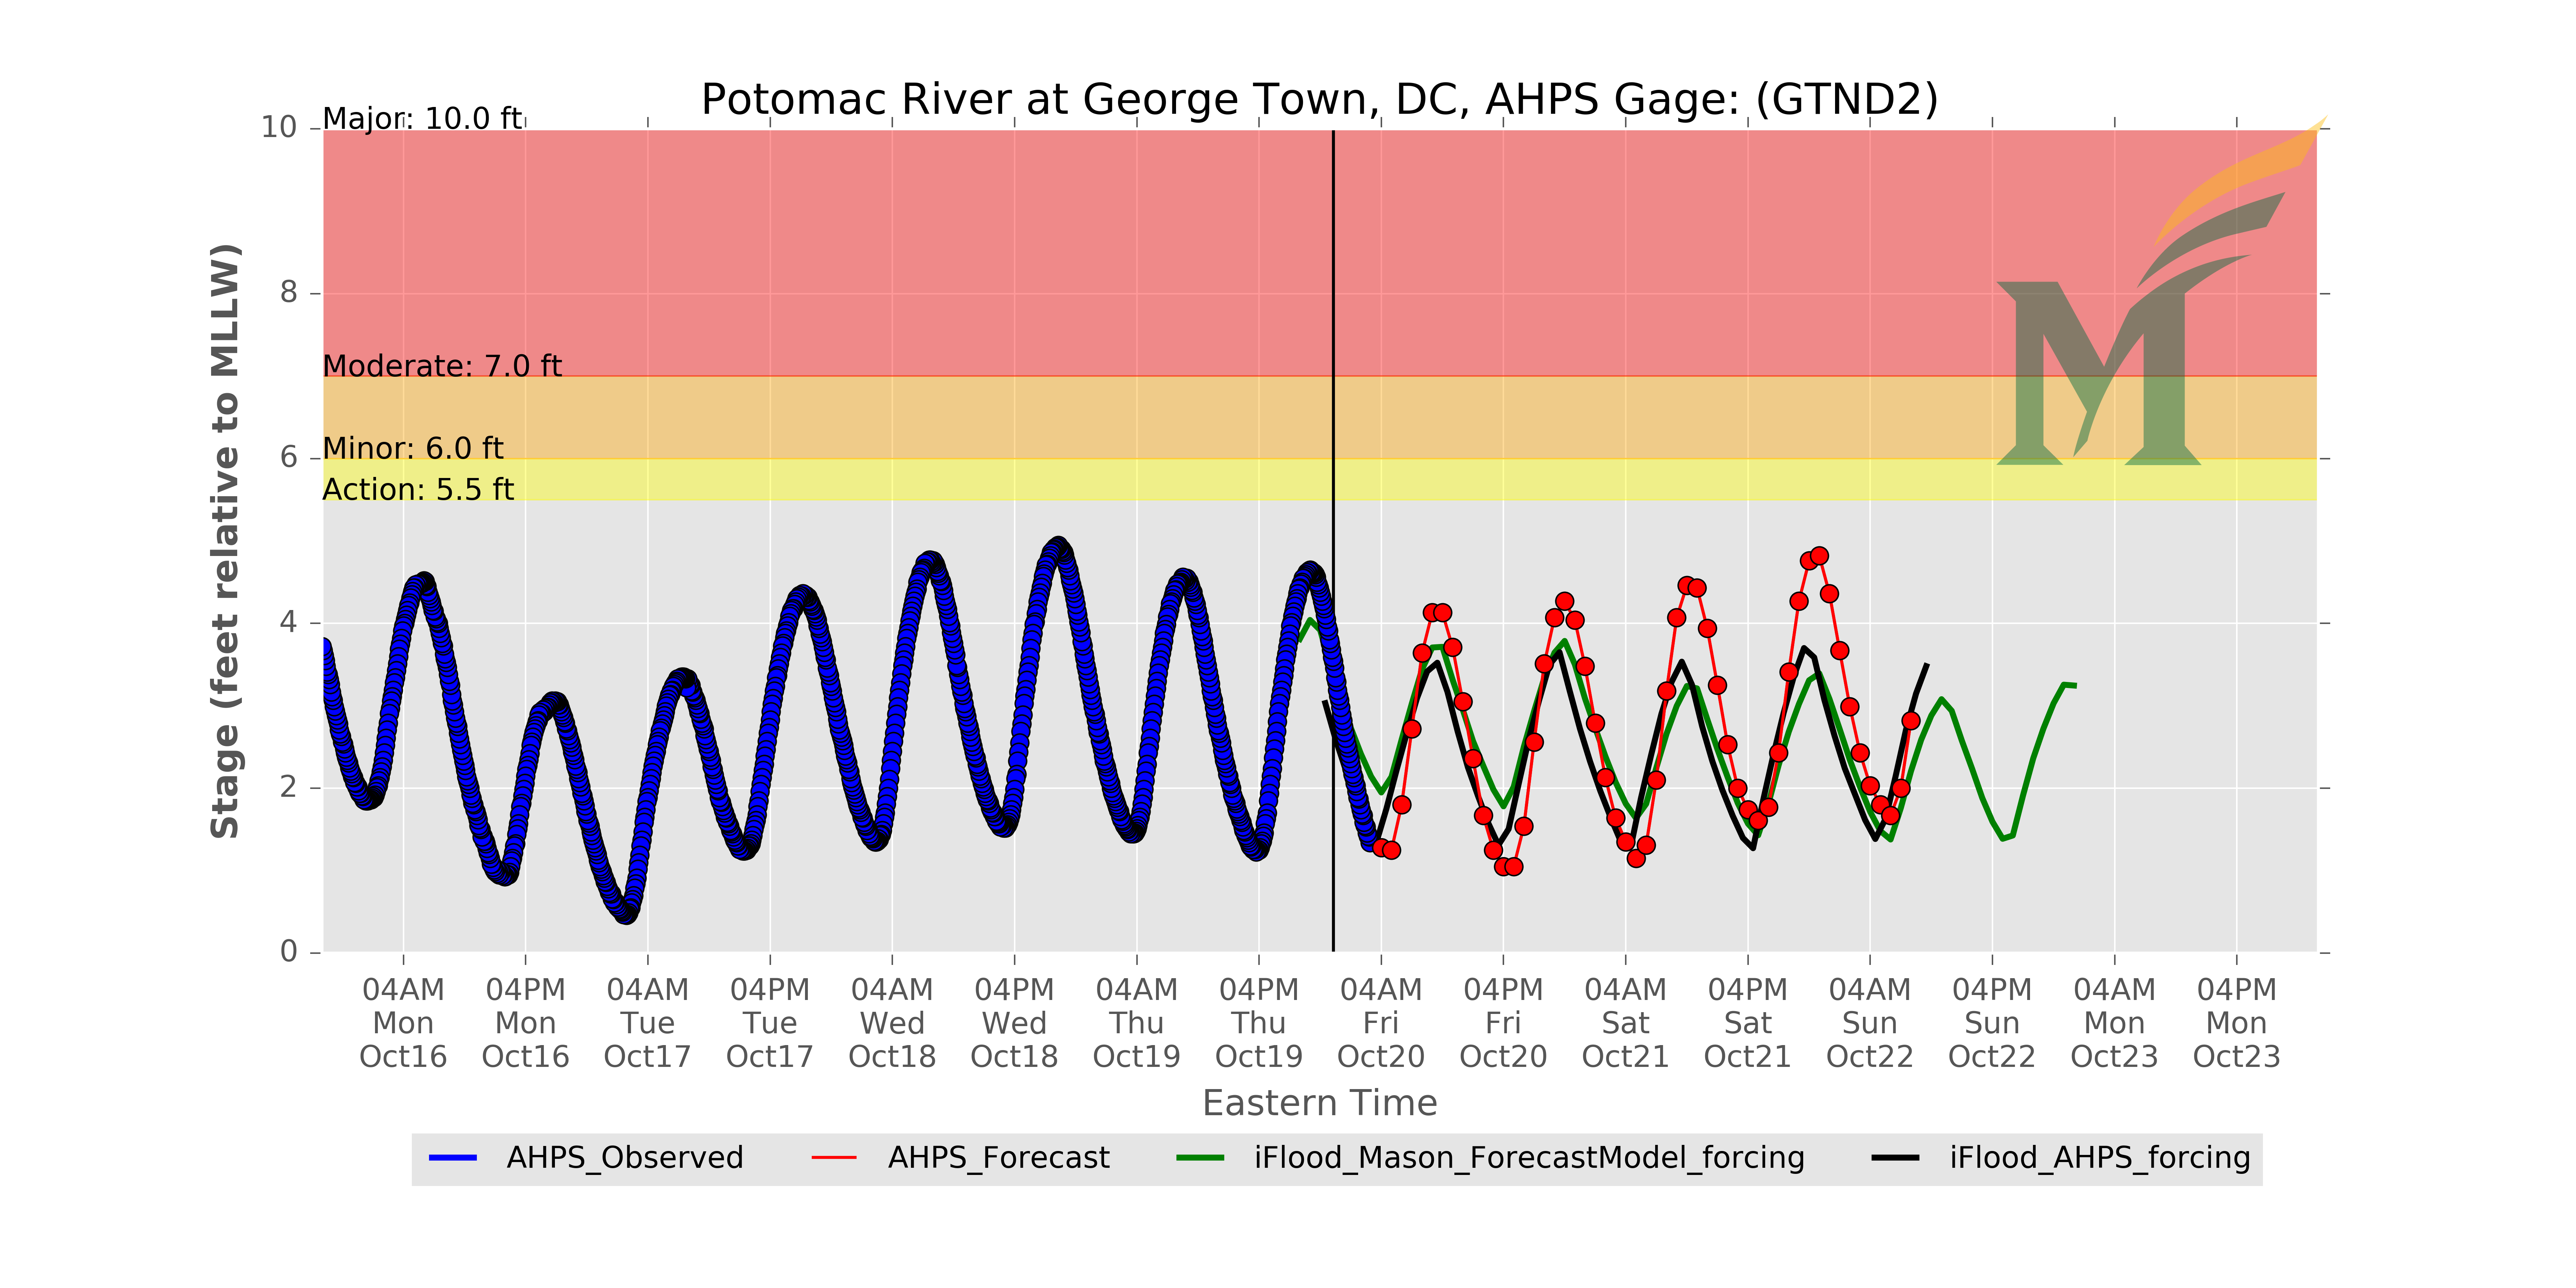 Potomac River at George Town, DC, AHPS Gage: (GTND2)
Major: 10.0 ft
Moderate: 7.0 ft
Minor: 6.0 ft
Action: 5.5 ft
10
8
6
4
2
0
Stage (feet relative to MLLW)
04AM 04PM 04AM 04PM 04AM 04PM 04AM 04PM 04AM 04PM 04AM 04PM 04AM 04PM 04AM 04PM
Mon Mon Tue Tue Wed Wed Thu Thu Fri Fri Sat Sat Sun Sun Mon Mon
Oct16 Oct16 Oct17 Oct17 Oct18 Oct18 Oct19 Oct19 Oct20 Oct20 Oct21 Oct21 Oct22 Oct22 Oct23 Oct23
Eastern Time
AHPS_Observed AHPS_Forecast iFlood_Mason_ForecastModel_forcing iFlood_AHPS_forcing
M